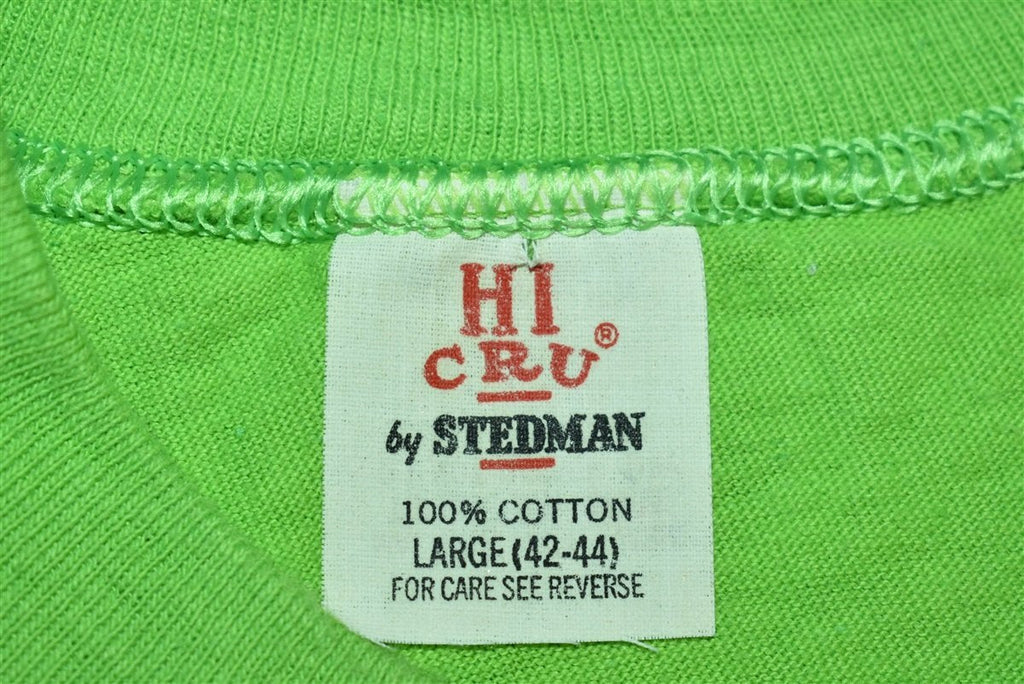 HI
CRU®
by STEDMAN
100% COTTON
LARGE (42-44)
FOR CARE SEE REVERSE